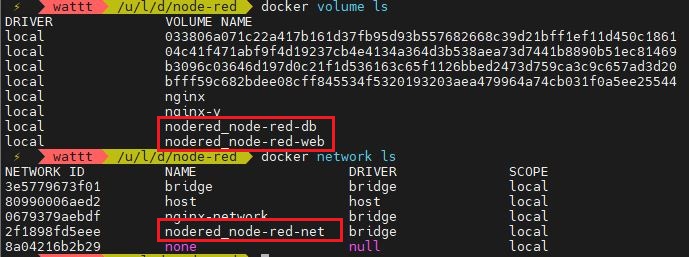 ⚡ wattt /u/l/d/node-red docker volume ls
DRIVER VOLUME NAME
local 033806a071c22a417b161d37fb95d93b557682668c39d21bff1ef11d450c1861
local 04c41f471abf9f4d19237cb4e4134a364d3b538aea73d7441b8890b51ec81469
local b3096c03646d197d0c21f1d536163c65f1126bbed2473d759ca3c9c657ad3d20
local bfff59c682bdee08cff845534f5320193203aea479964a74cb031f0a5ee25544
local nginx
local nginx-v
local nodered_node-red-db
local nodered_node-red-web
⚡ wattt /u/l/d/node-red docker network ls
NETWORK ID NAME DRIVER SCOPE
3e5779673f01 bridge bridge local
80990006aed2 host host local
0679379aebdf nginx-network bridge local
2f1898fd5eee nodered_node-red-net bridge local
8a04216b2b29 none null local